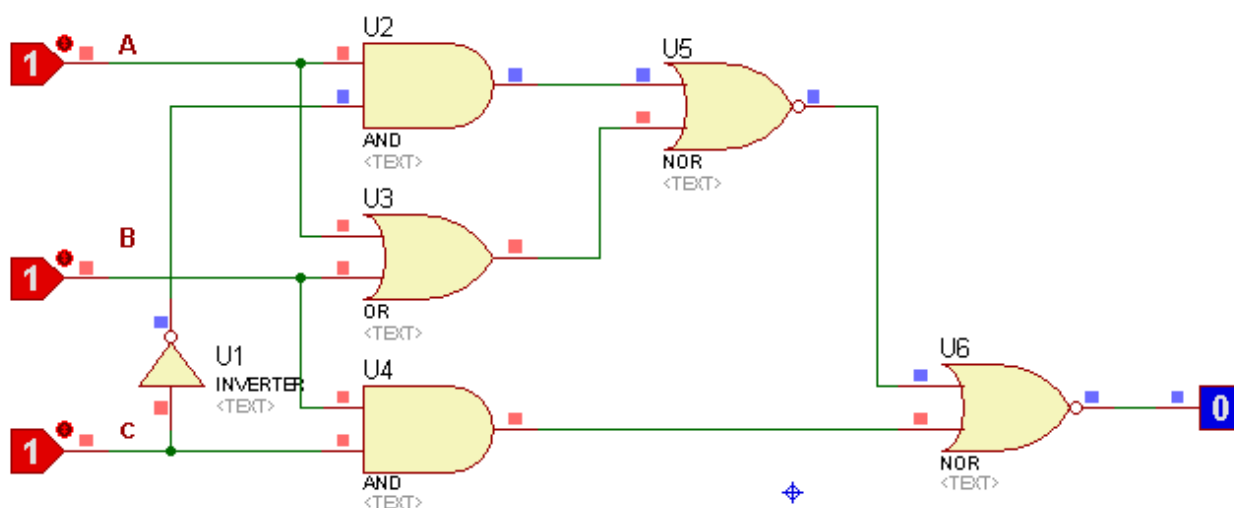 U2
U5
1
A
AND
<TEXT>
NOR
<TEXT>
U3
B
1
OR
<TEXT>
U1
INVERTER
<TEXT>
U4
U6
C
1
0
AND
<TEXT>
NOR
<TEXT>